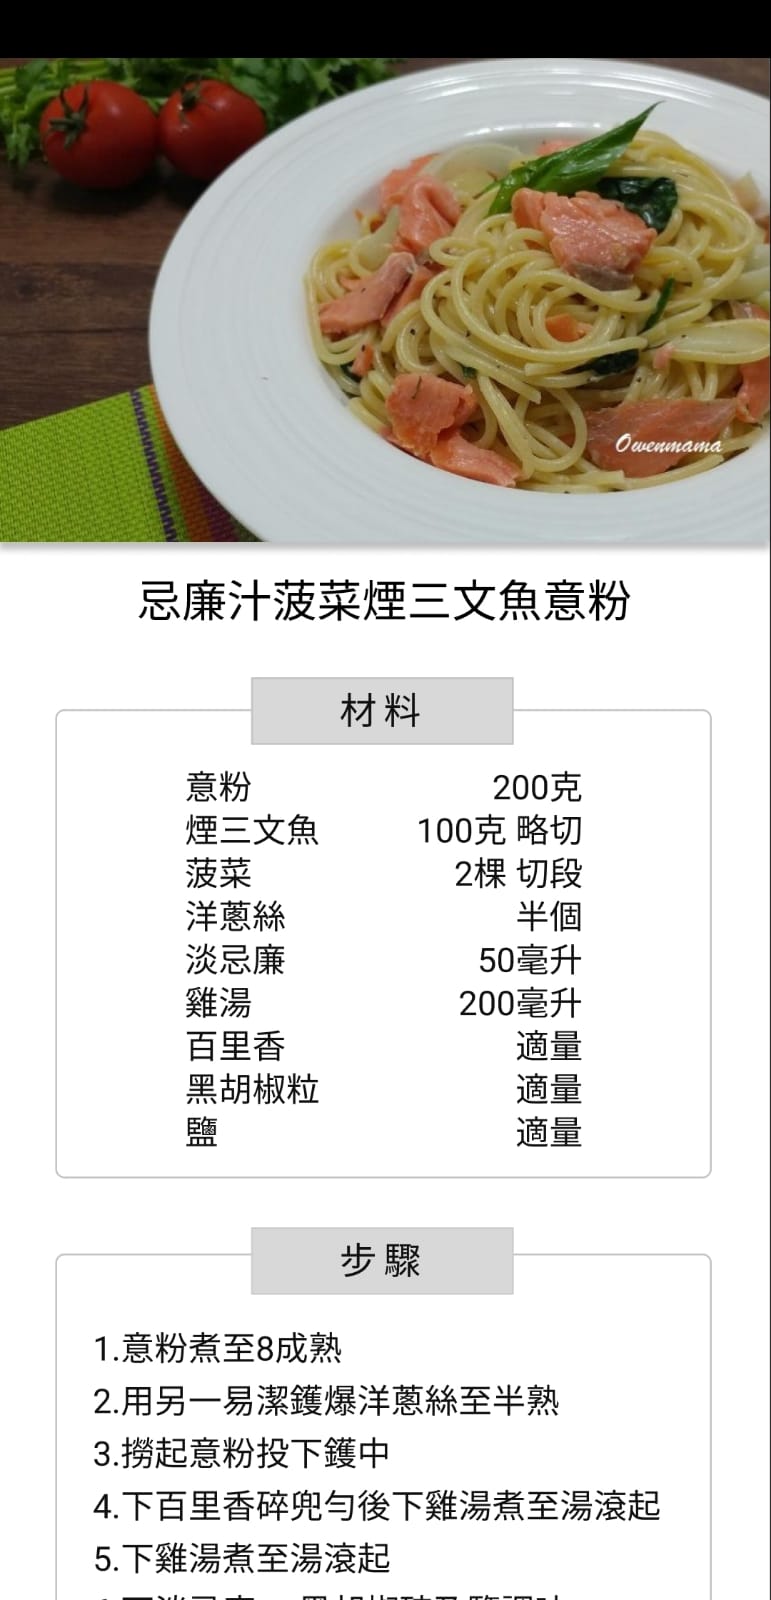 Owenmama
忌廉汁菠菜煙三文魚意粉
材料
意粉 200克
煙三文魚 100克 略切
菠菜 2棵 切段
洋蔥絲 半個
淡忌廉 50毫升
雞湯 200毫升
百里香 適量
黑胡椒粒 適量
鹽 適量
步驟
1.意粉煮至8成熟
2.用另一易潔鑊爆洋蔥絲至半熟
3.撈起意粉投下鑊中
4.下百里香碎兜勻後下雞湯煮至湯滾起
5.下雞湯煮至湯滾起